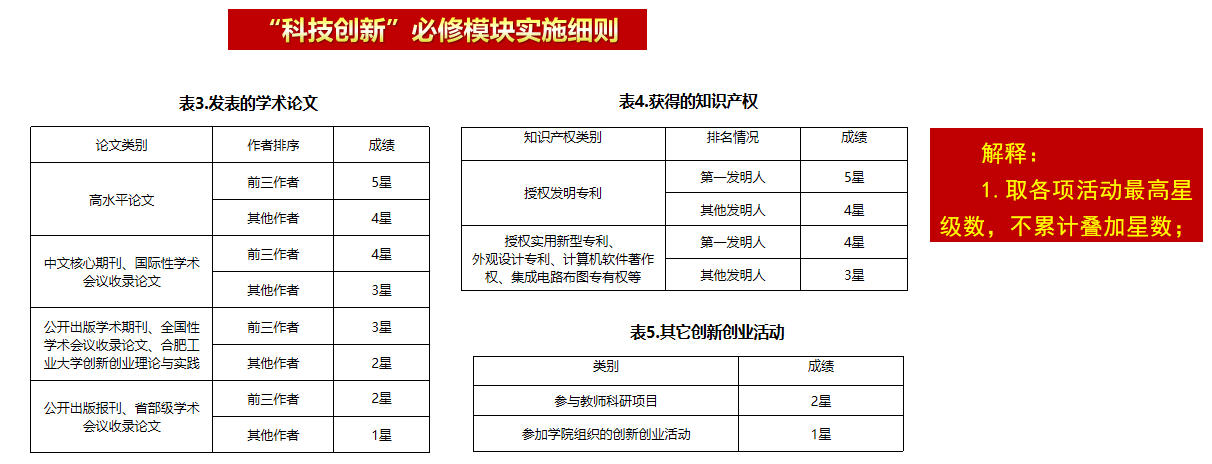 “科技创新”必修模块实施细则
表3.发表的学术论文
论文类别 作者排序 成绩
高水平论文
前三作者 5星
其他作者 4星
中文核心期刊、国际性学术
会议收录论文
前三作者 4星
其他作者 3星
公开出版学术期刊、全国性
学术会议收录论文、合肥工
业大学创新创业理论与实践
前三作者 3星
其他作者 2星
公开出版报刊、省部级学术
会议收录论文
前三作者 2星
其他作者 1星
表4.获得的知识产权
知识产权类别 排名情况 成绩
授权发明专利
第一发明人 5星
其他发明人 4星
授权实用新型专利、
外观设计专利、计算机软件著作
权、集成电路布图专有权等
第一发明人 4星
其他发明人 3星
表5.其它创新创业活动
类别 成绩
参与教师科研项目 2星
参加学院组织的创新创业活动 1星
解释：
1.取各项活动最高星
级数，不累计叠加星数；